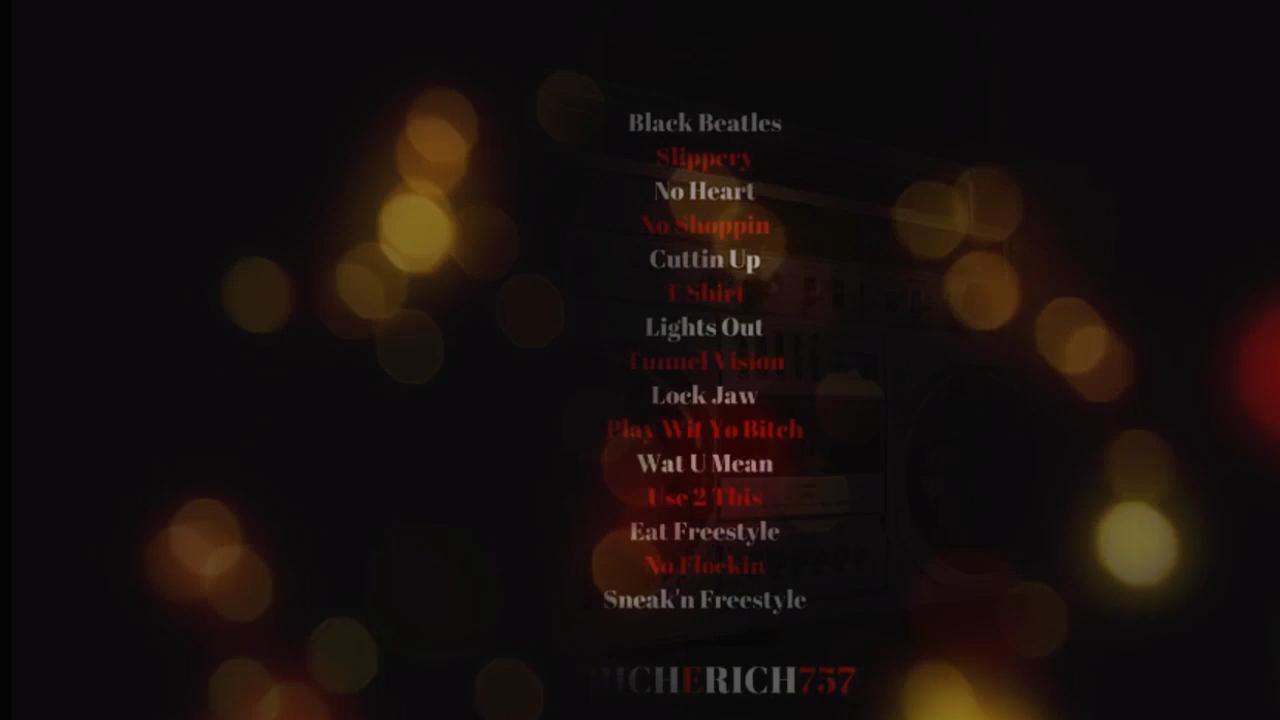 Black Beatles
Slippery
No Heart
No Shoppin
Cuttin Up
T Shirt
Lights Out
Tunnel Vision
Lock Jaw
Play Wit Yo Bitch
Wat U Mean
Use 2 This
Eat Freestyle
No Flockin
Sneak'n Freestyle
RICHERICH757